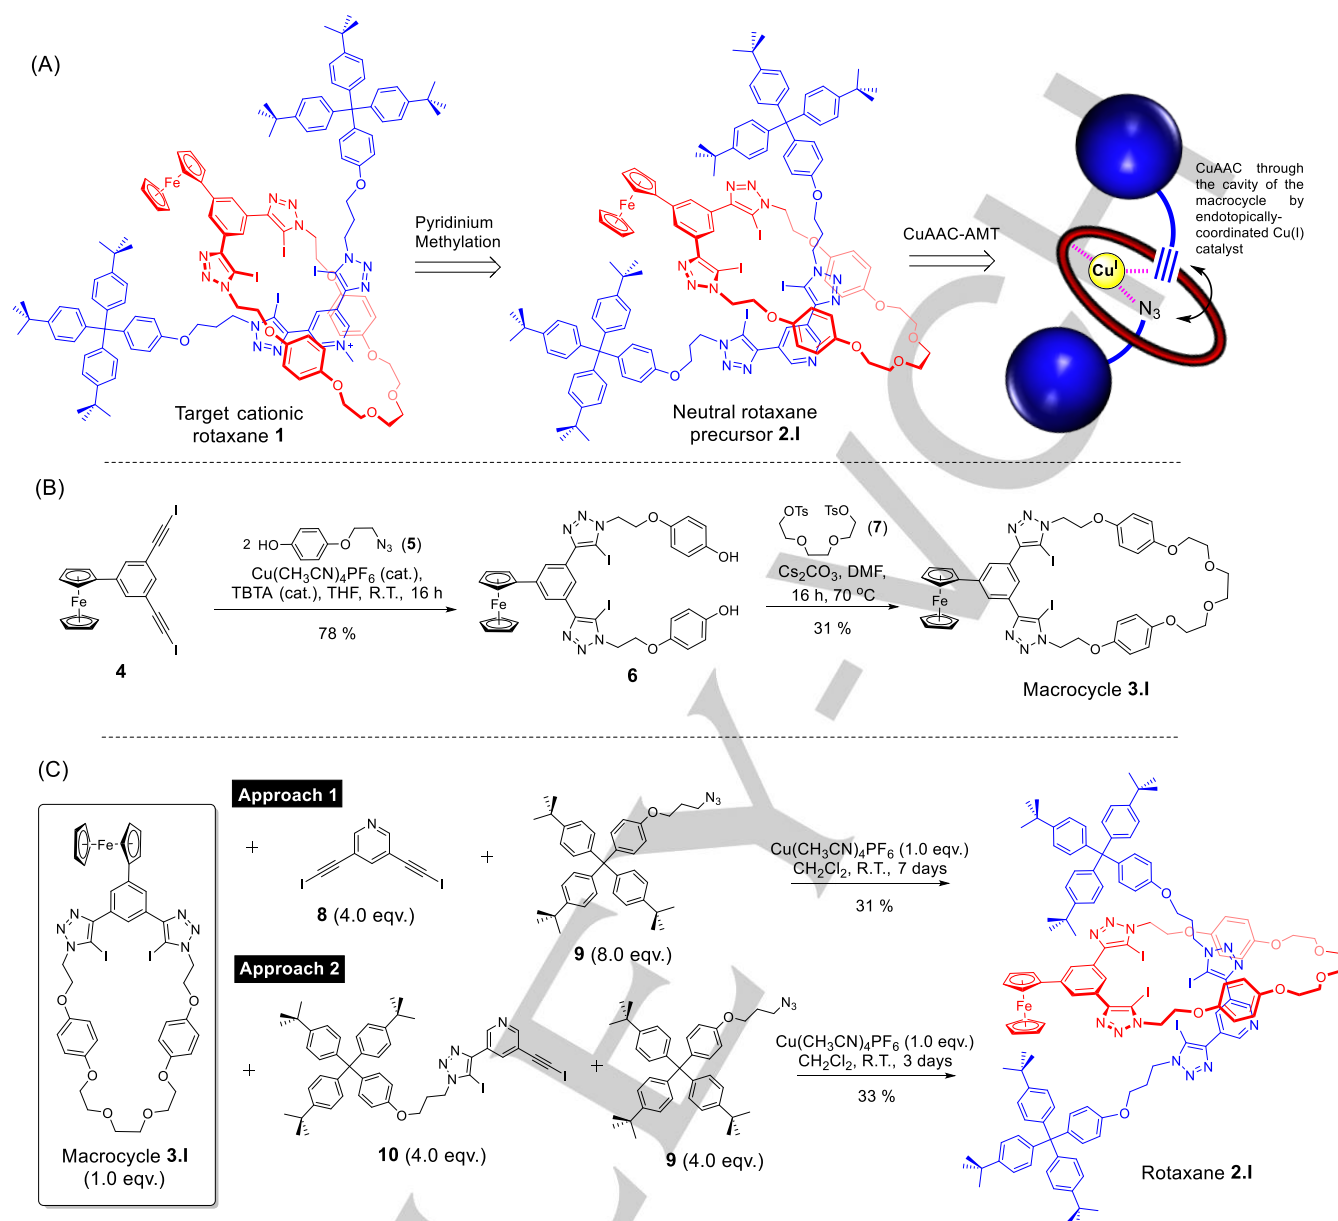 (A)
Target cationic
rotaxane 1
Pyridinium
Methylation
Neutral rotaxane
precursor 2.I
CuAAC-AMT
Cu^I
N3
CuAAC through
the cavity of the
macrocycle by
endotopically-
coordinated Cu(I)
catalyst
(B)
4
2 HO O N3 (5)
Cu(CH3CN)4PF6 (cat.),
TBTA (cat.), THF, R.T., 16 h
78 %
6
OTs TsO (7)
Cs2CO3, DMF,
16 h, 70 °C
31 %
Macrocycle 3.I
(C)
Macrocycle 3.I
(1.0 eqv.)
Approach 1
+
8 (4.0 eqv.)
+
9 (8.0 eqv.)
Cu(CH3CN)4PF6 (1.0 eqv.)
CH2Cl2, R.T., 7 days
31 %
Approach 2
+
10 (4.0 eqv.)
+
9 (4.0 eqv.)
Cu(CH3CN)4PF6 (1.0 eqv.)
CH2Cl2, R.T., 3 days
33 %
Rotaxane 2.I